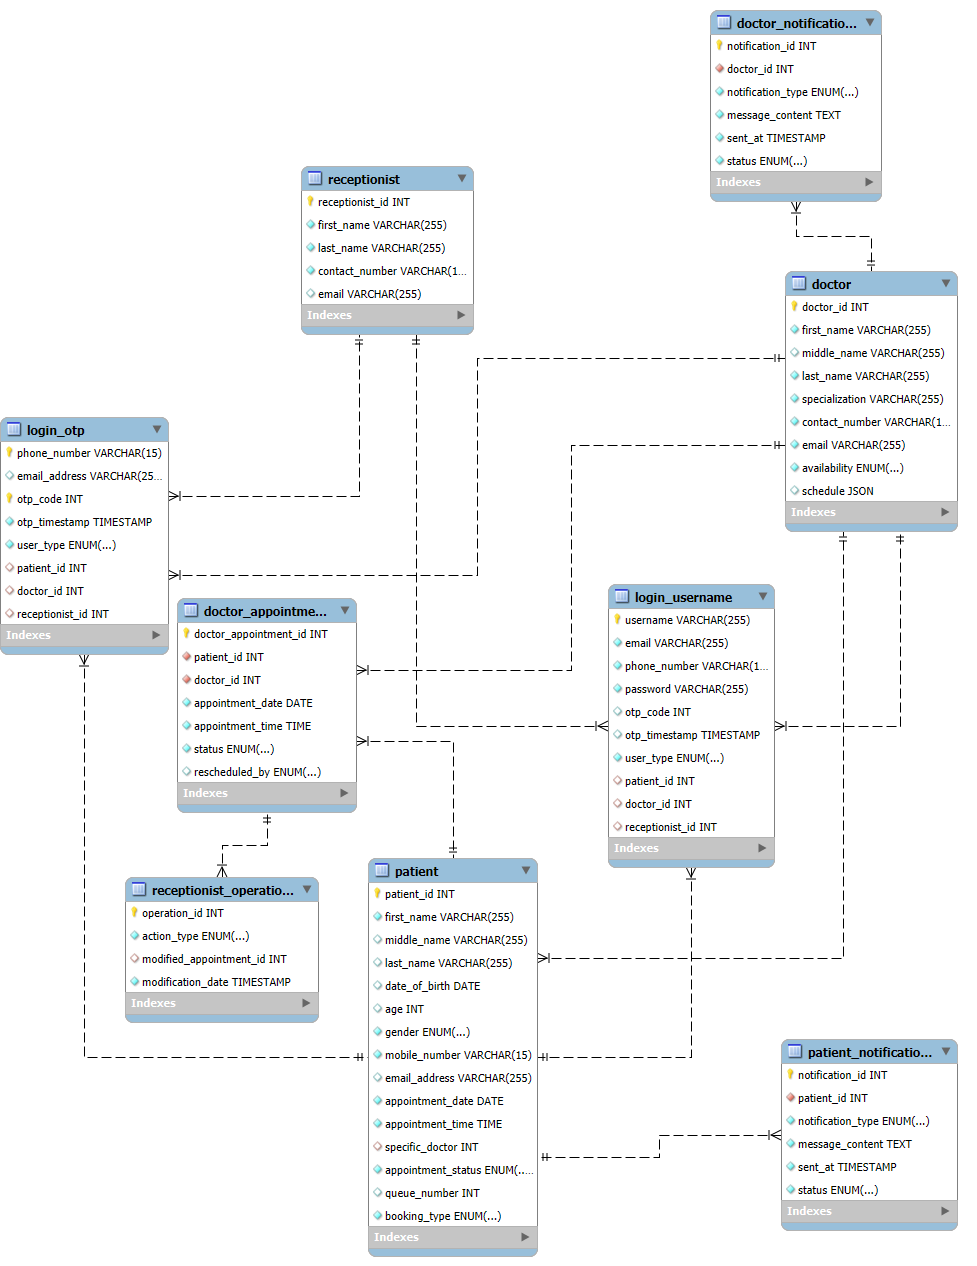 doctor_notificatio...
notification_id INT
doctor_id INT
notification_type ENUM(...)
message_content TEXT
sent_at TIMESTAMP
status ENUM(...)
Indexes
receptionist
receptionist_id INT
first_name VARCHAR(255)
last_name VARCHAR(255)
contact_number VARCHAR(1...
email VARCHAR(255)
Indexes
doctor
doctor_id INT
first_name VARCHAR(255)
middle_name VARCHAR(255)
last_name VARCHAR(255)
specialization VARCHAR(255)
contact_number VARCHAR(1...
email VARCHAR(255)
availability ENUM(...)
schedule JSON
Indexes
login_otp
phone_number VARCHAR(15)
email_address VARCHAR(25...
otp_code INT
otp_timestamp TIMESTAMP
user_type ENUM(...)
patient_id INT
doctor_id INT
receptionist_id INT
Indexes
doctor_appointme...
doctor_appointment_id INT
patient_id INT
doctor_id INT
appointment_date DATE
appointment_time TIME
status ENUM(...)
rescheduled_by ENUM(...)
Indexes
login_username
username VARCHAR(255)
email VARCHAR(255)
phone_number VARCHAR(1...
password VARCHAR(255)
otp_code INT
otp_timestamp TIMESTAMP
user_type ENUM(...)
patient_id INT
doctor_id INT
receptionist_id INT
Indexes
receptionist_operatio...
operation_id INT
action_type ENUM(...)
modified_appointment_id INT
modification_date TIMESTAMP
Indexes
patient
patient_id INT
first_name VARCHAR(255)
middle_name VARCHAR(255)
last_name VARCHAR(255)
date_of_birth DATE
age INT
gender ENUM(...)
mobile_number VARCHAR(15)
email_address VARCHAR(255)
appointment_date DATE
appointment_time TIME
specific_doctor INT
appointment_status ENUM(...
queue_number INT
booking_type ENUM(...)
Indexes
patient_notificatio...
notification_id INT
patient_id INT
notification_type ENUM(...)
message_content TEXT
sent_at TIMESTAMP
status ENUM(...)
Indexes